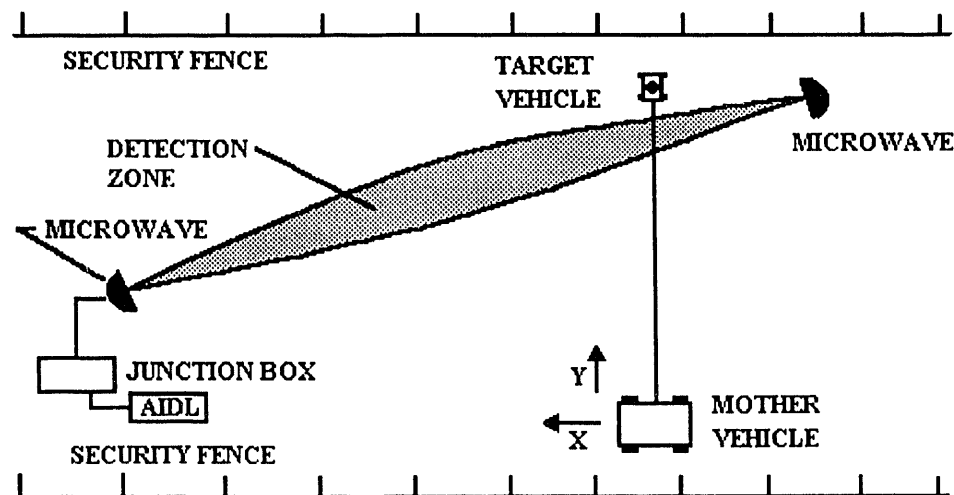 SECURITY FENCE
TARGET
VEHICLE
MICROWAVE
DETECTION
ZONE
MICROWAVE
JUNCTION BOX
AIDL
Y
X
MOTHER
VEHICLE
SECURITY FENCE